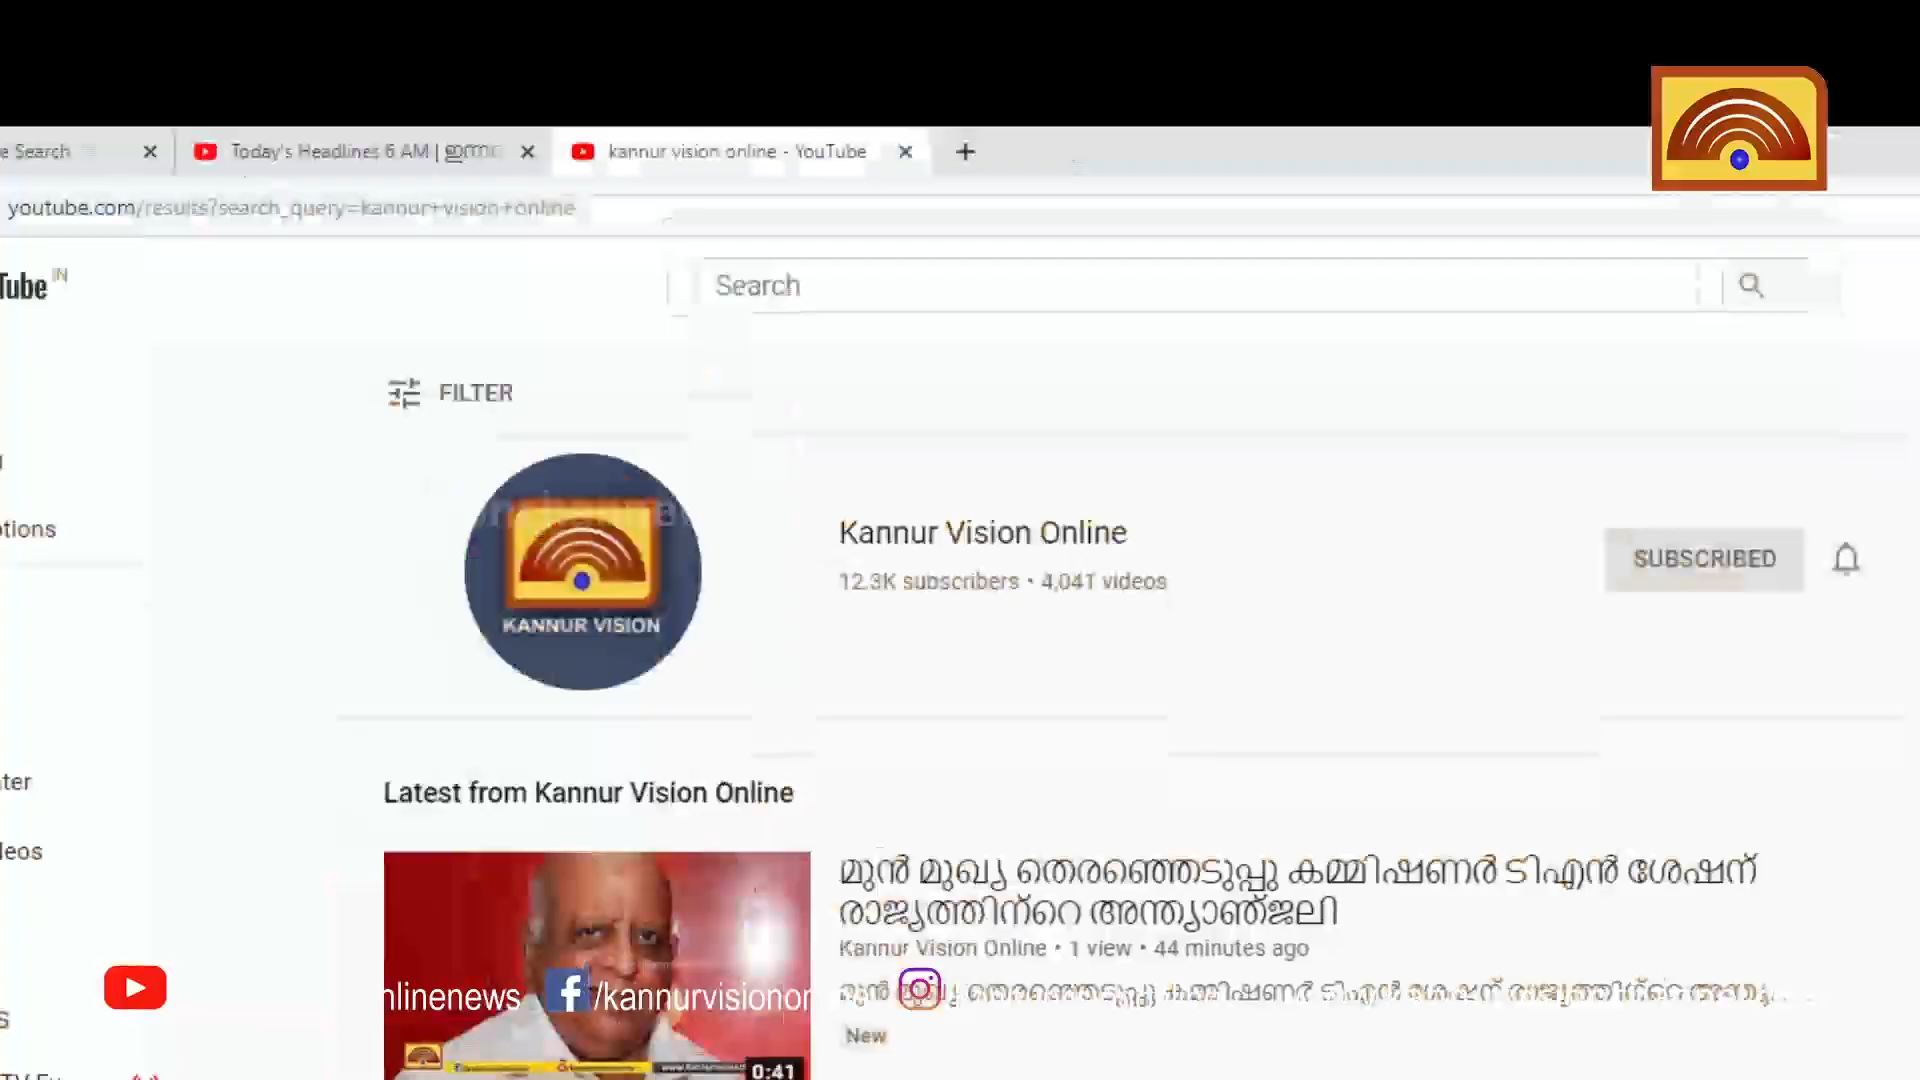 e Search
Today's Headlines 6 AM |
kannur vision online - YouTube
youtube.com/results?search_query=kannur+vision+online
Tube IN
Search
FILTER
KANNUR VISION
Kannur Vision Online
12.3K subscribers • 4,041 videos
SUBSCRIBED
Latest from Kannur Vision Online
മുൻ മുഖ്യ തെരഞ്ഞെടുപ്പു കമ്മിഷണർ ടിഎൻ ശേഷന്
രാജ്യത്തിന്റെ അന്ത്യാഞ്ജലി
Kannur Vision Online • 1 view • 44 minutes ago
nlinenews
/kannurvisionon
New
0:41